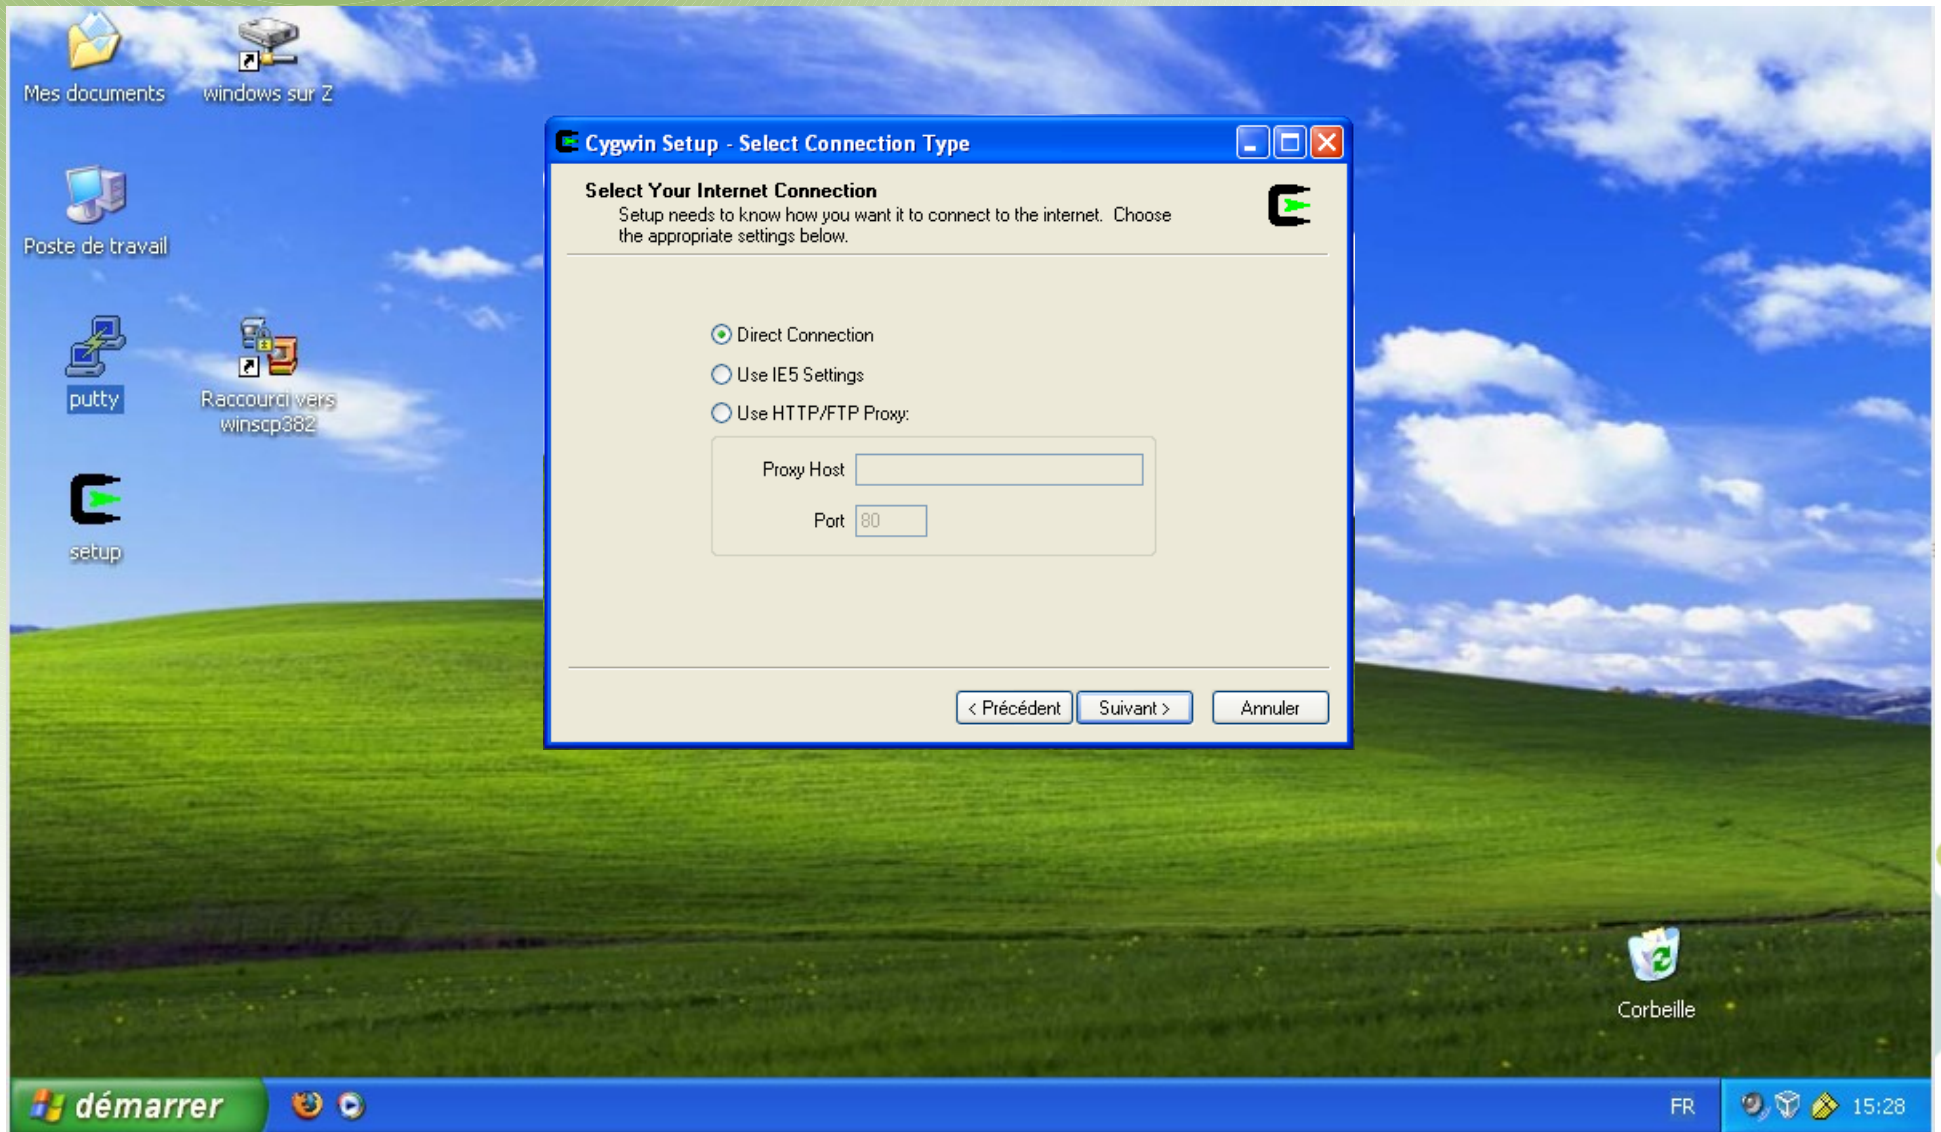 Mes documents
windows sur Z
Poste de travail
putty
Raccourci vers
winscp382
setup
Cygwin Setup - Select Connection Type
Select Your Internet Connection
Setup needs to know how you want it to connect to the internet. Choose
the appropriate settings below.
Direct Connection
Use IE5 Settings
Use HTTP/FTP Proxy:
Proxy Host
Port 80
< Précédent Suivant > Annuler
Corbeille
démarrer
FR 15:28